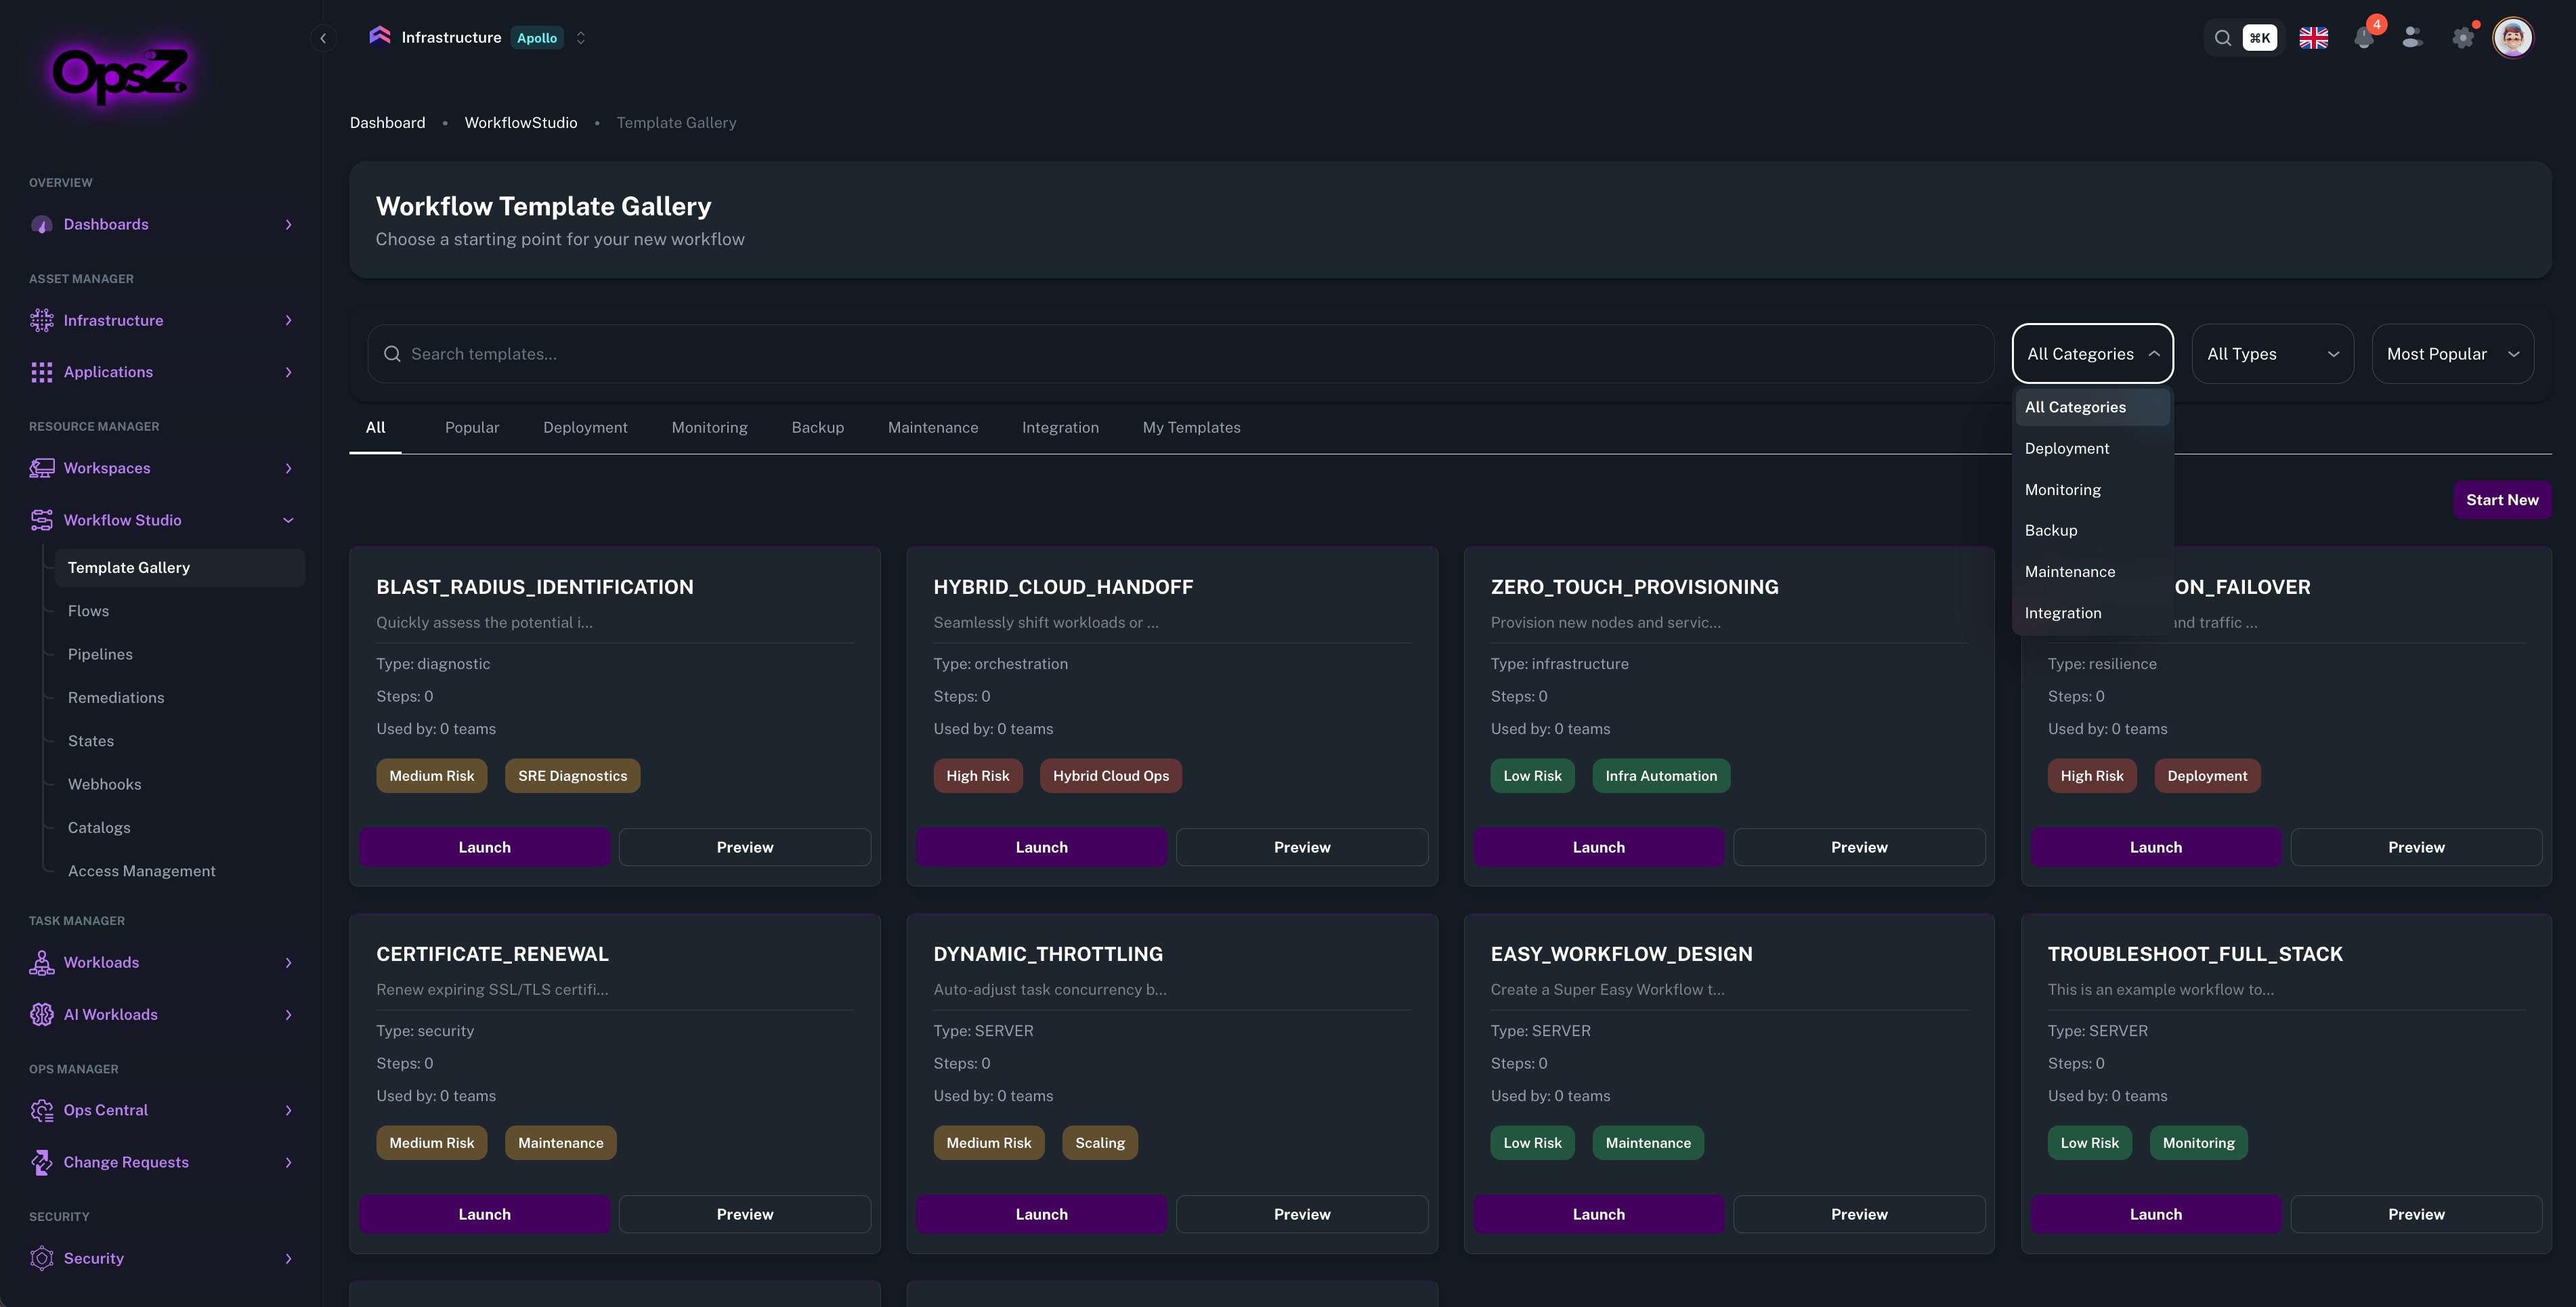 OpsZ
Infrastructure Apollo
⌘K
4
Dashboard • WorkflowStudio • Template Gallery
OVERVIEW
Dashboards
ASSET MANAGER
Infrastructure
Applications
RESOURCE MANAGER
Workspaces
Workflow Studio
Template Gallery
Flows
Pipelines
Remediations
States
Webhooks
Catalogs
Access Management
TASK MANAGER
Workloads
AI Workloads
OPS MANAGER
Ops Central
Change Requests
SECURITY
Security
Workflow Template Gallery
Choose a starting point for your new workflow
Search templates...
All Categories
All Types
Most Popular
All Categories
Deployment
Monitoring
Backup
Maintenance
Integration
All Popular Deployment Monitoring Backup Maintenance Integration My Templates
Start New
BLAST_RADIUS_IDENTIFICATION
Quickly assess the potential i...
Type: diagnostic
Steps: 0
Used by: 0 teams
Medium Risk SRE Diagnostics
Launch Preview
HYBRID_CLOUD_HANDOFF
Seamlessly shift workloads or ...
Type: orchestration
Steps: 0
Used by: 0 teams
High Risk Hybrid Cloud Ops
Launch Preview
ZERO_TOUCH_PROVISIONING
Provision new nodes and servic...
Type: infrastructure
Steps: 0
Used by: 0 teams
Low Risk Infra Automation
Launch Preview
ON_FAILOVER
nd traffic ...
Type: resilience
Steps: 0
Used by: 0 teams
High Risk Deployment
Launch Preview
CERTIFICATE_RENEWAL
Renew expiring SSL/TLS certifi...
Type: security
Steps: 0
Used by: 0 teams
Medium Risk Maintenance
Launch Preview
DYNAMIC_THROTTLING
Auto-adjust task concurrency b...
Type: SERVER
Steps: 0
Used by: 0 teams
Medium Risk Scaling
Launch Preview
EASY_WORKFLOW_DESIGN
Create a Super Easy Workflow t...
Type: SERVER
Steps: 0
Used by: 0 teams
Low Risk Maintenance
Launch Preview
TROUBLESHOOT_FULL_STACK
This is an example workflow to...
Type: SERVER
Steps: 0
Used by: 0 teams
Low Risk Monitoring
Launch Preview